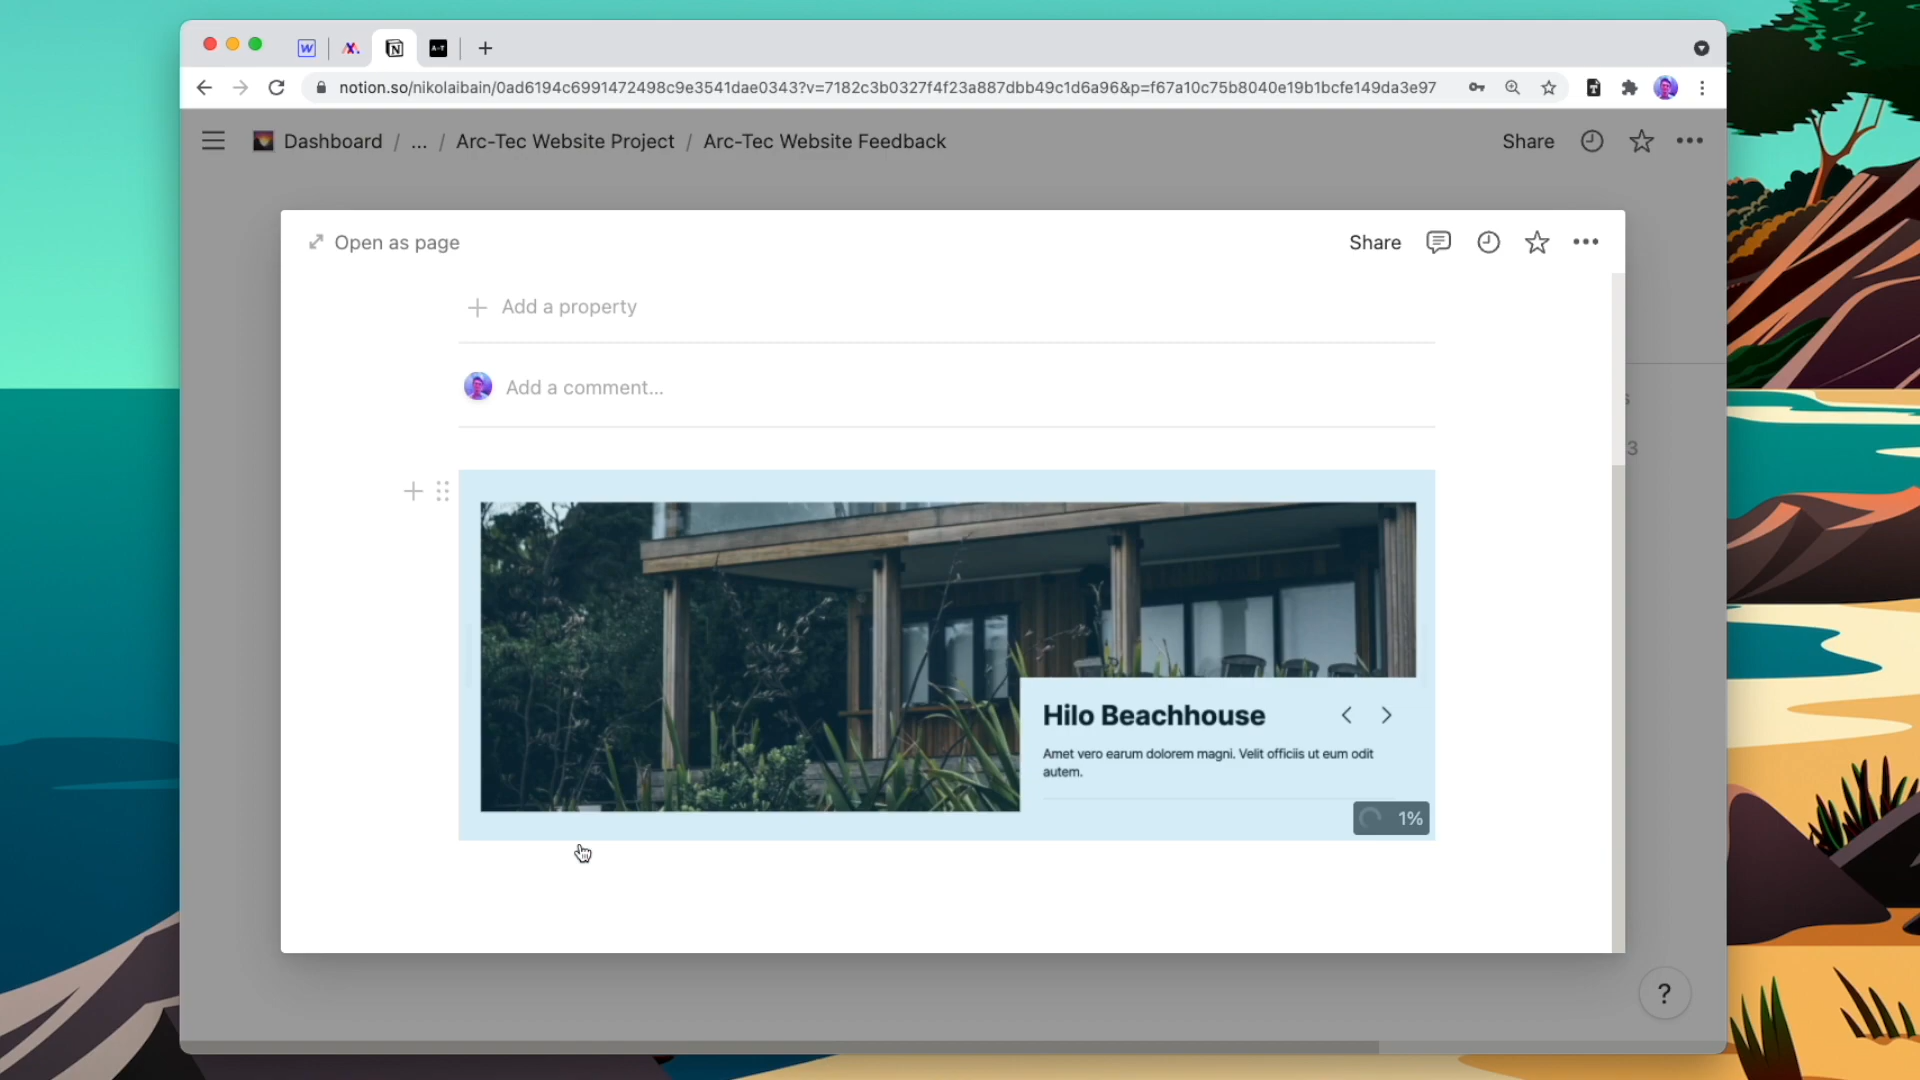 W
N
A-T
notion.so/nikolaibain/0ad6194c6991472498c9e3541dae0343?v=7182c3b0327f4f23a887dbb49c1d6a96&p=f67a10c75b8040e19b1bcfe149da3e97
Dashboard / ... / Arc-Tec Website Project / Arc-Tec Website Feedback
Share
Open as page
Share
Add a property
Add a comment...
s
3
Hilo Beachhouse
Amet vero earum dolorem magni. Velit officiis ut eum odit
autem.
1%
?